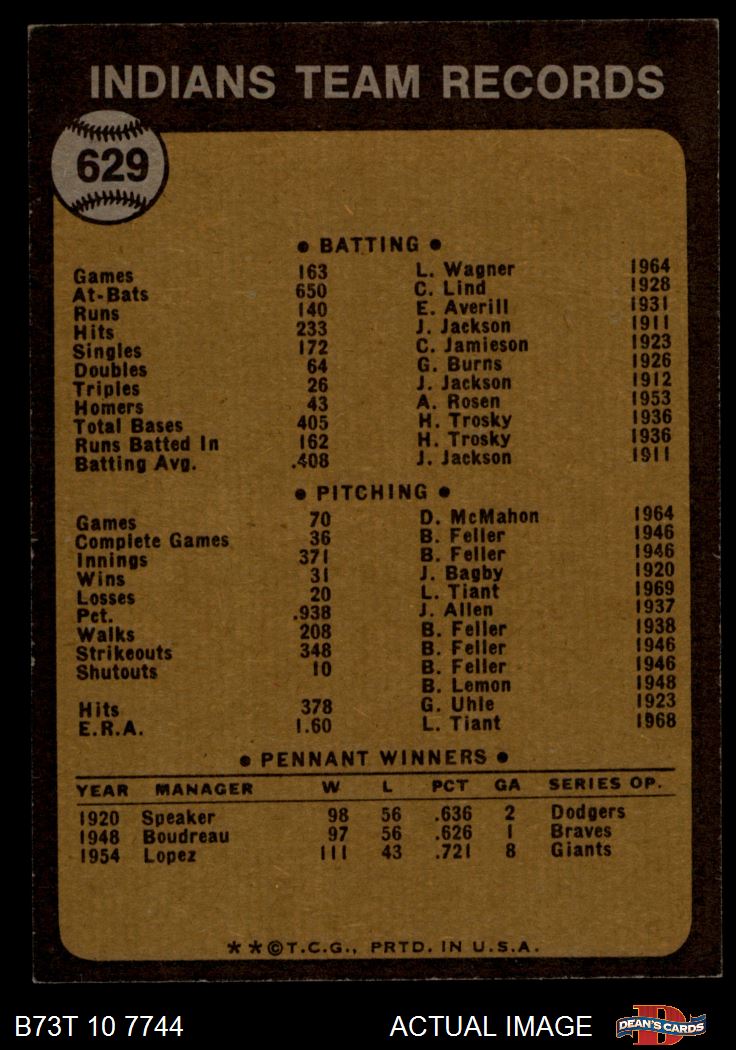 INDIANS TEAM RECORDS
629
• BATTING •
Games 163 L. Wagner 1964
At-Bats 650 C. Lind 1928
Runs 140 E. Averill 1931
Hits 233 J. Jackson 1911
Singles 172 C. Jamieson 1923
Doubles 64 G. Burns 1926
Triples 26 J. Jackson 1912
Homers 43 A. Rosen 1953
Total Bases 405 H. Trosky 1936
Runs Batted In 162 H. Trosky 1936
Batting Avg. .408 J. Jackson 1911
• PITCHING •
Games 70 D. McMahon 1964
Complete Games 36 B. Feller 1946
Innings 371 B. Feller 1946
Wins 31 J. Bagby 1920
Losses 20 L. Tiant 1969
Pct. .938 J. Allen 1937
Walks 208 B. Feller 1938
Strikeouts 348 B. Feller 1946
Shutouts 10 B. Feller 1946
B. Lemon 1948
Hits 378 G. Uhle 1923
E.R.A. 1.60 L. Tiant 1968
• PENNANT WINNERS •
YEAR MANAGER W L PCT GA SERIES OP.
1920 Speaker 98 56 .636 2 Dodgers
1948 Boudreau 97 56 .626 1 Braves
1954 Lopez 111 43 .721 8 Giants
**©T.C.G., PRTD. IN U.S.A.
B73T 10 7744 ACTUAL IMAGE
D
DEAN'S CARDS